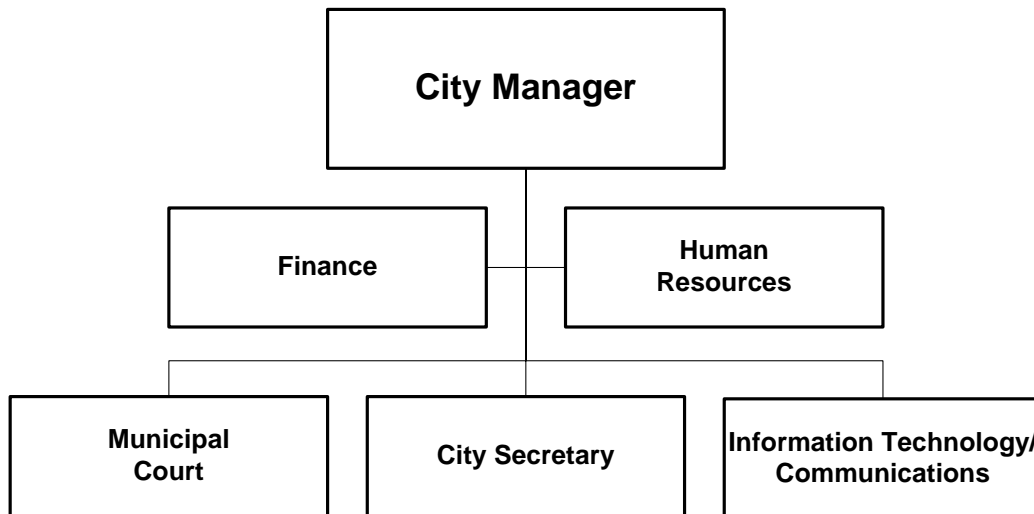 City Manager
Finance
Human
Resources
Municipal
Court
City Secretary
Information Technology/
Communications